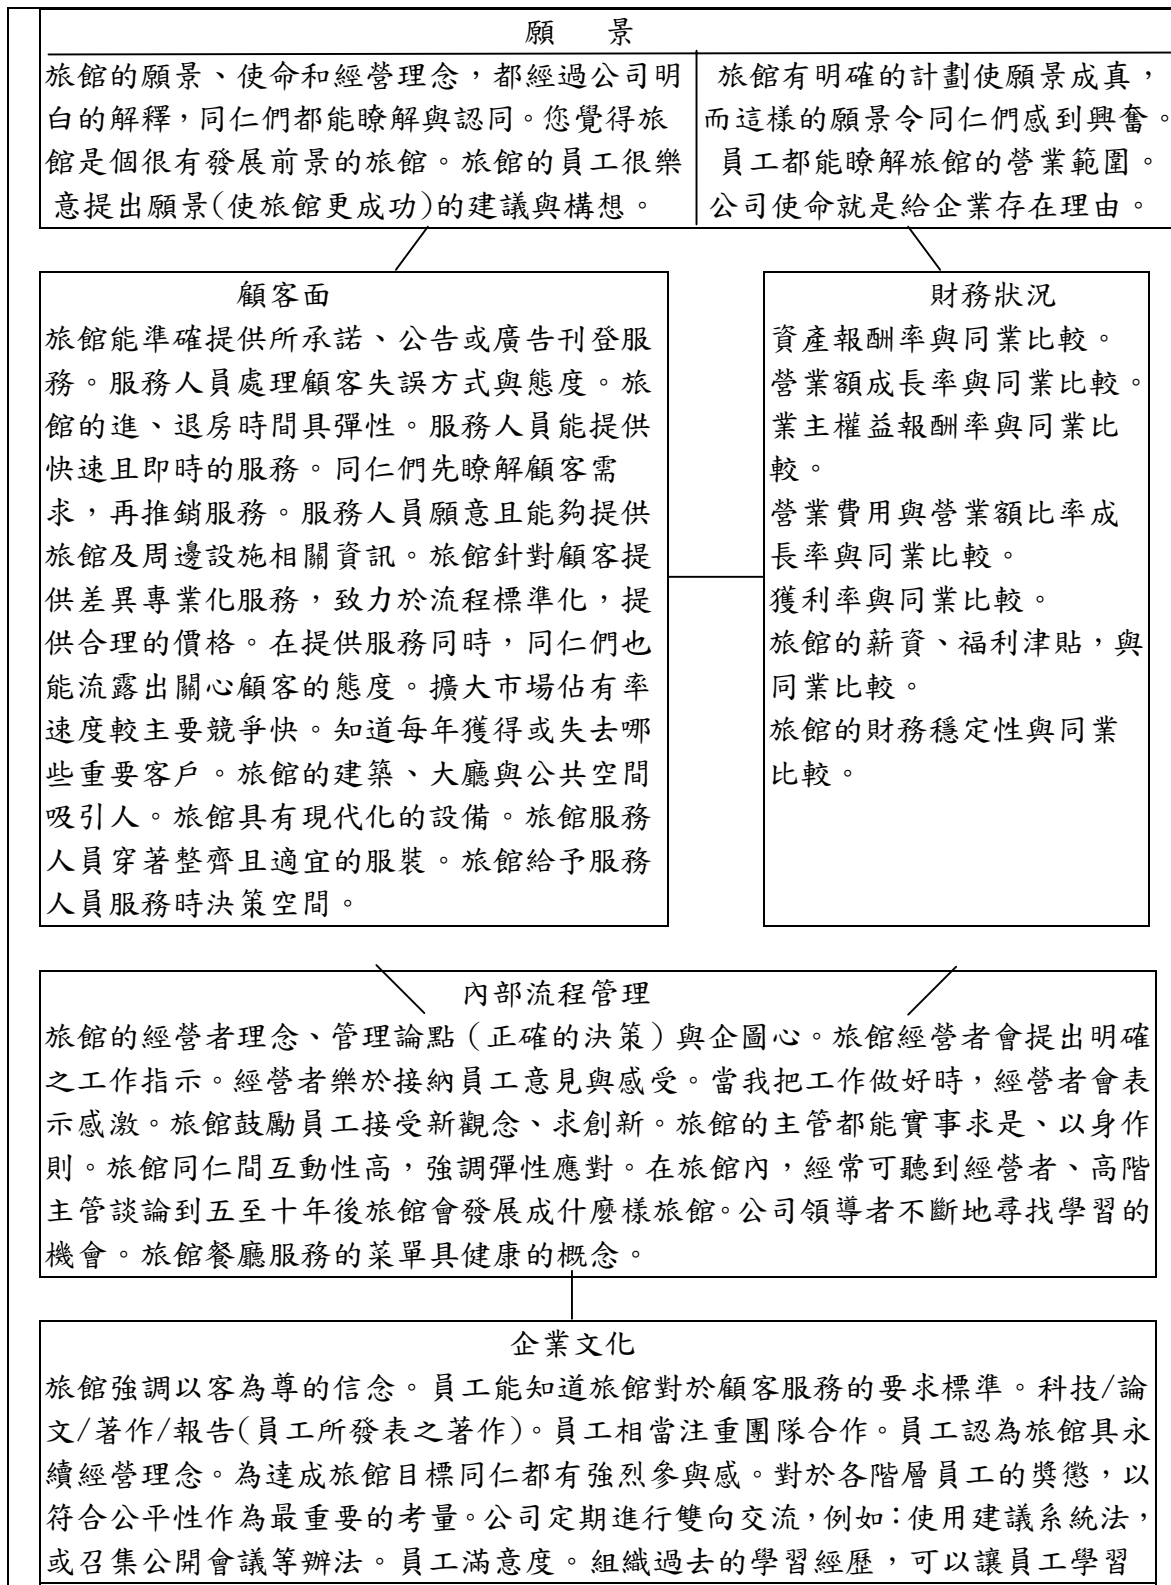 願 景
旅館的願景、使命和經營理念，都經過公司明
白的解釋，同仁們都能瞭解與認同。您覺得旅
館是個很有發展前景的旅館。旅館的員工很樂
意提出願景(使旅館更成功)的建議與構想。
旅館有明確的計劃使願景成真，
而這樣的願景令同仁們感到興奮。
員工都能瞭解旅館的營業範圍。
公司使命就是給企業存在理由。
顧客面
旅館能準確提供所承諾、公告或廣告刊登服
務。服務人員處理顧客失誤方式與態度。旅
館的進、退房時間具彈性。服務人員能提供
快速且即時的服務。同仁們先瞭解顧客需
求，再推銷服務。服務人員願意且能夠提供
旅館及周邊設施相關資訊。旅館針對顧客提
供差異專業化服務，致力於流程標準化，提
供合理的價格。在提供服務同時，同仁們也
能流露出關心顧客的態度。擴大市場佔有率
速度較主要競爭快。知道每年獲得或失去哪
些重要客戶。旅館的建築、大廳與公共空間
吸引人。旅館具有現代化的設備。旅館服務
人員穿著整齊且適宜的服裝。旅館給予服務
人員服務時決策空間。
財務狀況
資產報酬率與同業比較。
營業額成長率與同業比較。
業主權益報酬率與同業比
較。
營業費用與營業額比率成
長率與同業比較。
獲利率與同業比較。
旅館的薪資、福利津貼，與
同業比較。
旅館的財務穩定性與同業
比較。
內部流程管理
旅館的經營者理念、管理論點（正確的決策）與企圖心。旅館經營者會提出明確
之工作指示。經營者樂於接納員工意見與感受。當我把工作做好時，經營者會表
示感激。旅館鼓勵員工接受新觀念、求創新。旅館的主管都能實事求是、以身作
則。旅館同仁間互動性高，強調彈性應對。在旅館內，經常可聽到經營者、高階
主管談論到五至十年後旅館會發展成什麼樣旅館。公司領導者不斷地尋找學習的
機會。旅館餐廳服務的菜單具健康的概念。
企業文化
旅館強調以客為尊的信念。員工能知道旅館對於顧客服務的要求標準。科技/論
文/著作/報告(員工所發表之著作)。員工相當注重團隊合作。員工認為旅館具永
續經營理念。為達成旅館目標同仁都有強烈參與感。對於各階層員工的獎懲，以
符合公平性作為最重要的考量。公司定期進行雙向交流，例如：使用建議系統法，
或召集公開會議等辦法。員工滿意度。組織過去的學習經歷，可以讓員工學習